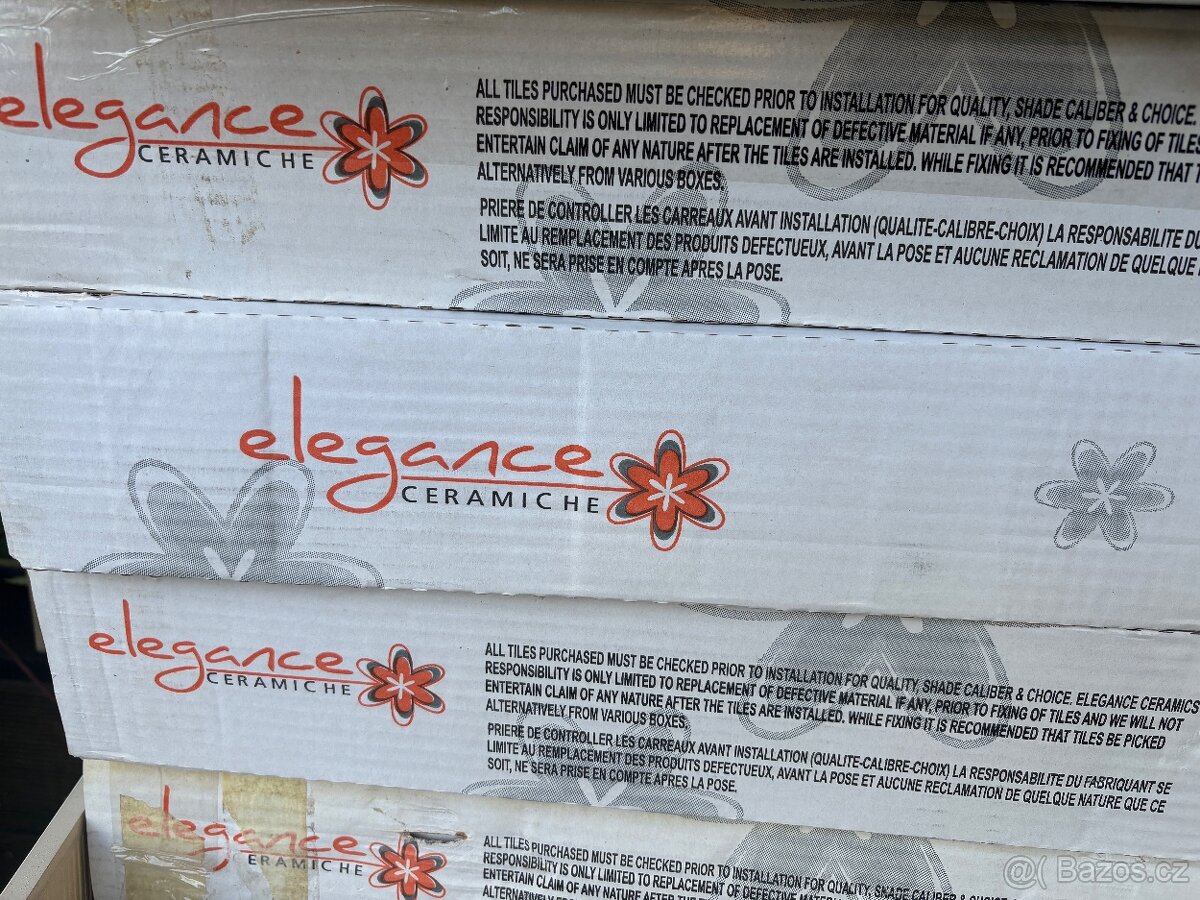 elegance
CERAMICHE
ALL TILES PURCHASED MUST BE CHECKED PRIOR TO INSTALLATION FOR QUALITY, SHADE CALIBER & CHOICE.
RESPONSIBILITY IS ONLY LIMITED TO REPLACEMENT OF DEFECTIVE MATERIAL IF ANY, PRIOR TO FIXING OF TILES
ENTERTAIN CLAIM OF ANY NATURE AFTER THE TILES ARE INSTALLED. WHILE FIXING IT IS RECOMMENDED THAT
ALTERNATIVELY FROM VARIOUS BOXES.
PRIERE DE CONTROLLER LES CARREAUX AVANT INSTALLATION (QUALITE-CALIBRE-CHOIX) LA RESPONSABILITE DU
LIMITE AU REMPLACEMENT DES PRODUITS DEFECTUEUX, AVANT LA POSE ET AUCUNE RECLAMATION DE QUELQUE
SOIT, NE SERA PRISE EN COMPTE APRES LA POSE.
elegance
CERAMICHE
elegance
CERAMICHE
ALL TILES PURCHASED MUST BE CHECKED PRIOR TO INSTALLATION FOR QUALITY, SHADE CALIBER & CHOICE. ELEGANCE CERAMICS
RESPONSIBILITY IS ONLY LIMITED TO REPLACEMENT OF DEFECTIVE MATERIAL IF ANY, PRIOR TO FIXING OF TILES AND WE WILL NOT
ENTERTAIN CLAIM OF ANY NATURE AFTER THE TILES ARE INSTALLED. WHILE FIXING IT IS RECOMMENDED THAT TILES BE PICKED
ALTERNATIVELY FROM VARIOUS BOXES.
PRIERE DE CONTROLLER LES CARREAUX AVANT INSTALLATION (QUALITE-CALIBRE-CHOIX) LA RESPONSABILITE DU FABRIQUANT SE
LIMITE AU REMPLACEMENT DES PRODUITS DEFECTUEUX, AVANT LA POSE ET AUCUNE RECLAMATION DE QUELQUE NATURE QUE CE
SOIT, NE SERA PRISE EN COMPTE APRES LA POSE.
elegance
CERAMICHE
ALL TILES PURCHASED MUST BE CHECKED PRIOR TO INSTALLATION FOR QUALITY, SHADE CALIBER &
RESPONSIBILITY IS ONLY LIMITED TO REPLACEMENT OF DEFECTIVE
ENTERTAIN CLAIM OF ANY NATURE AFTER THE TILES ARE
@( Bazos.cz